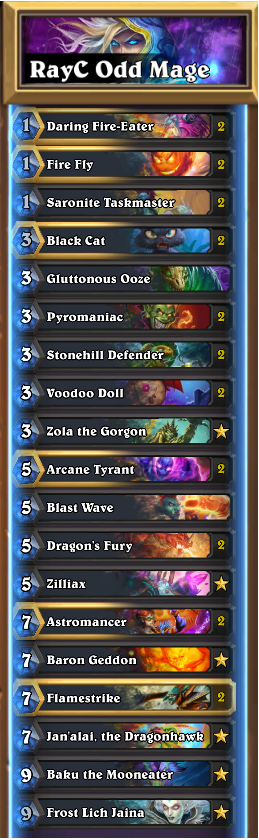 RayC Odd Mage
1 Daring Fire-Eater 2
1 Fire Fly 2
1 Saronite Taskmaster 2
3 Black Cat 2
3 Gluttonous Ooze
3 Pyromaniac 2
3 Stonehill Defender 2
3 Voodoo Doll 2
3 Zola the Gorgon
5 Arcane Tyrant 2
5 Blast Wave
5 Dragon's Fury 2
5 Zilliax
7 Astromancer 2
7 Baron Geddon
7 Flamestrike 2
7 Jan'alai, the Dragonhawk
9 Baku the Mooneater
9 Frost Lich Jaina